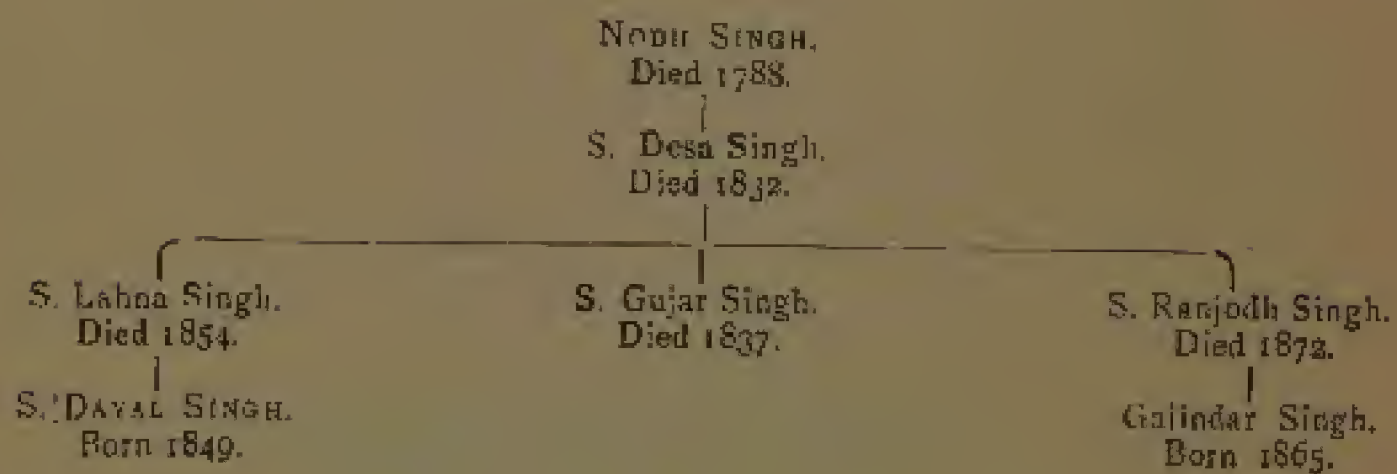 NODH SINGH.
Died 1788.
S. Desa Singh.
Died 1832.
S. Lahna Singh.
Died 1854.
S. Gujar Singh.
Died 1837.
S. Ranjodh Singh.
Died 1872.
S. DAYAL SINGH.
Born 1849.
Gajindar Singh.
Born 1865.